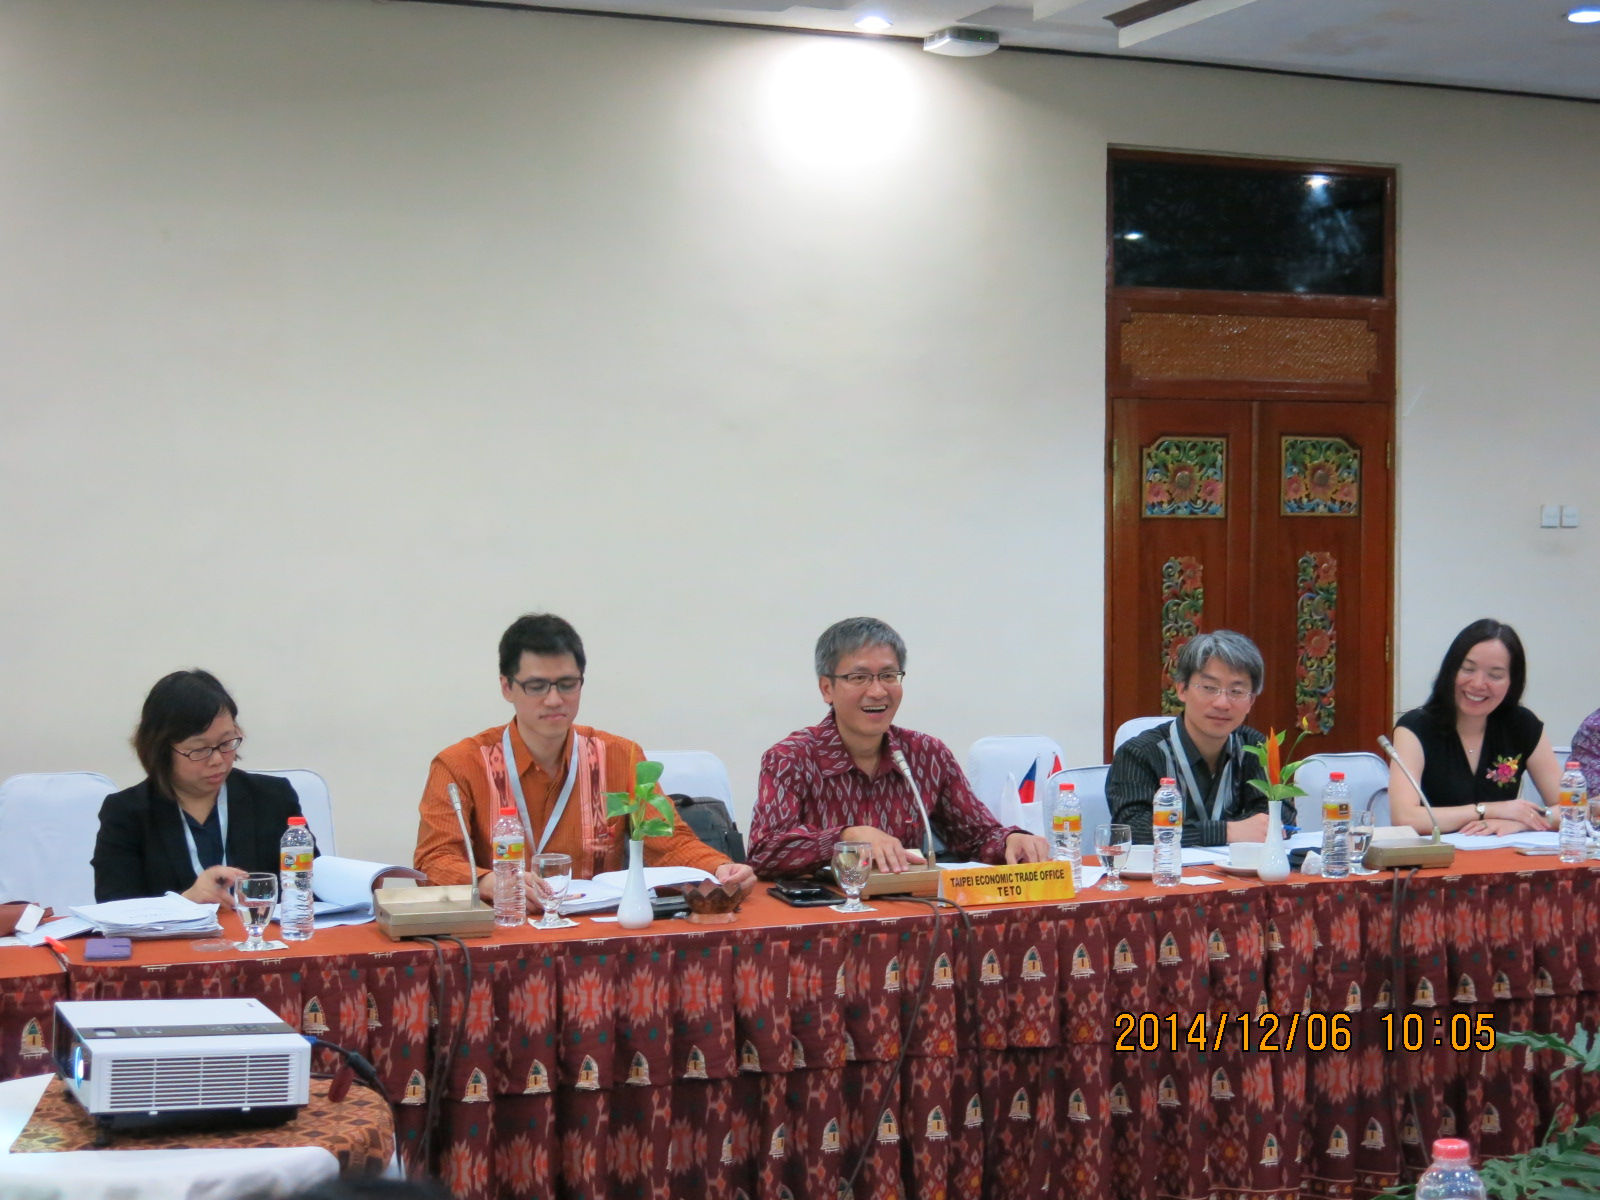 TAIPEI ECONOMIC TRADE OFFICE
TETO
2014/12/06 10:05